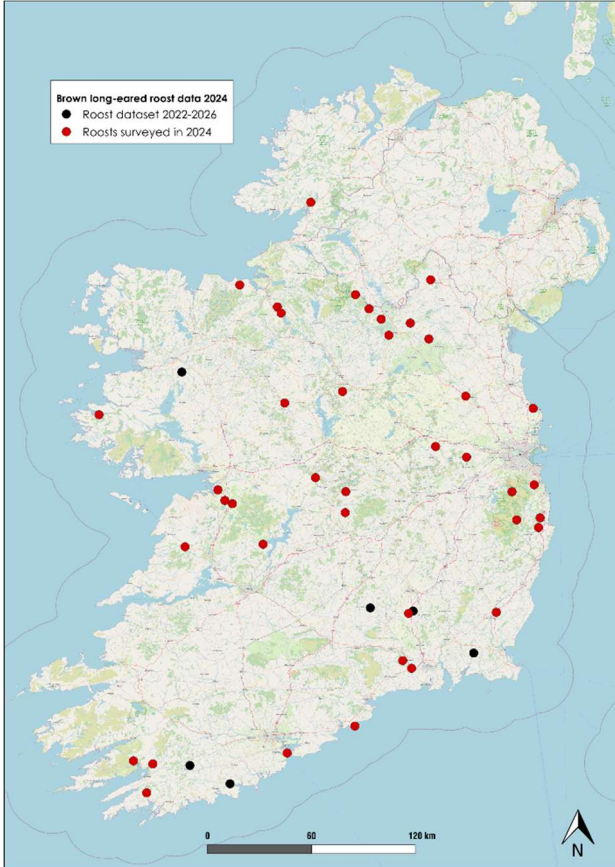 Brown long-eared roost data 2024
Roost dataset 2022-2026
Roosts surveyed in 2024
0 60 120 km
N